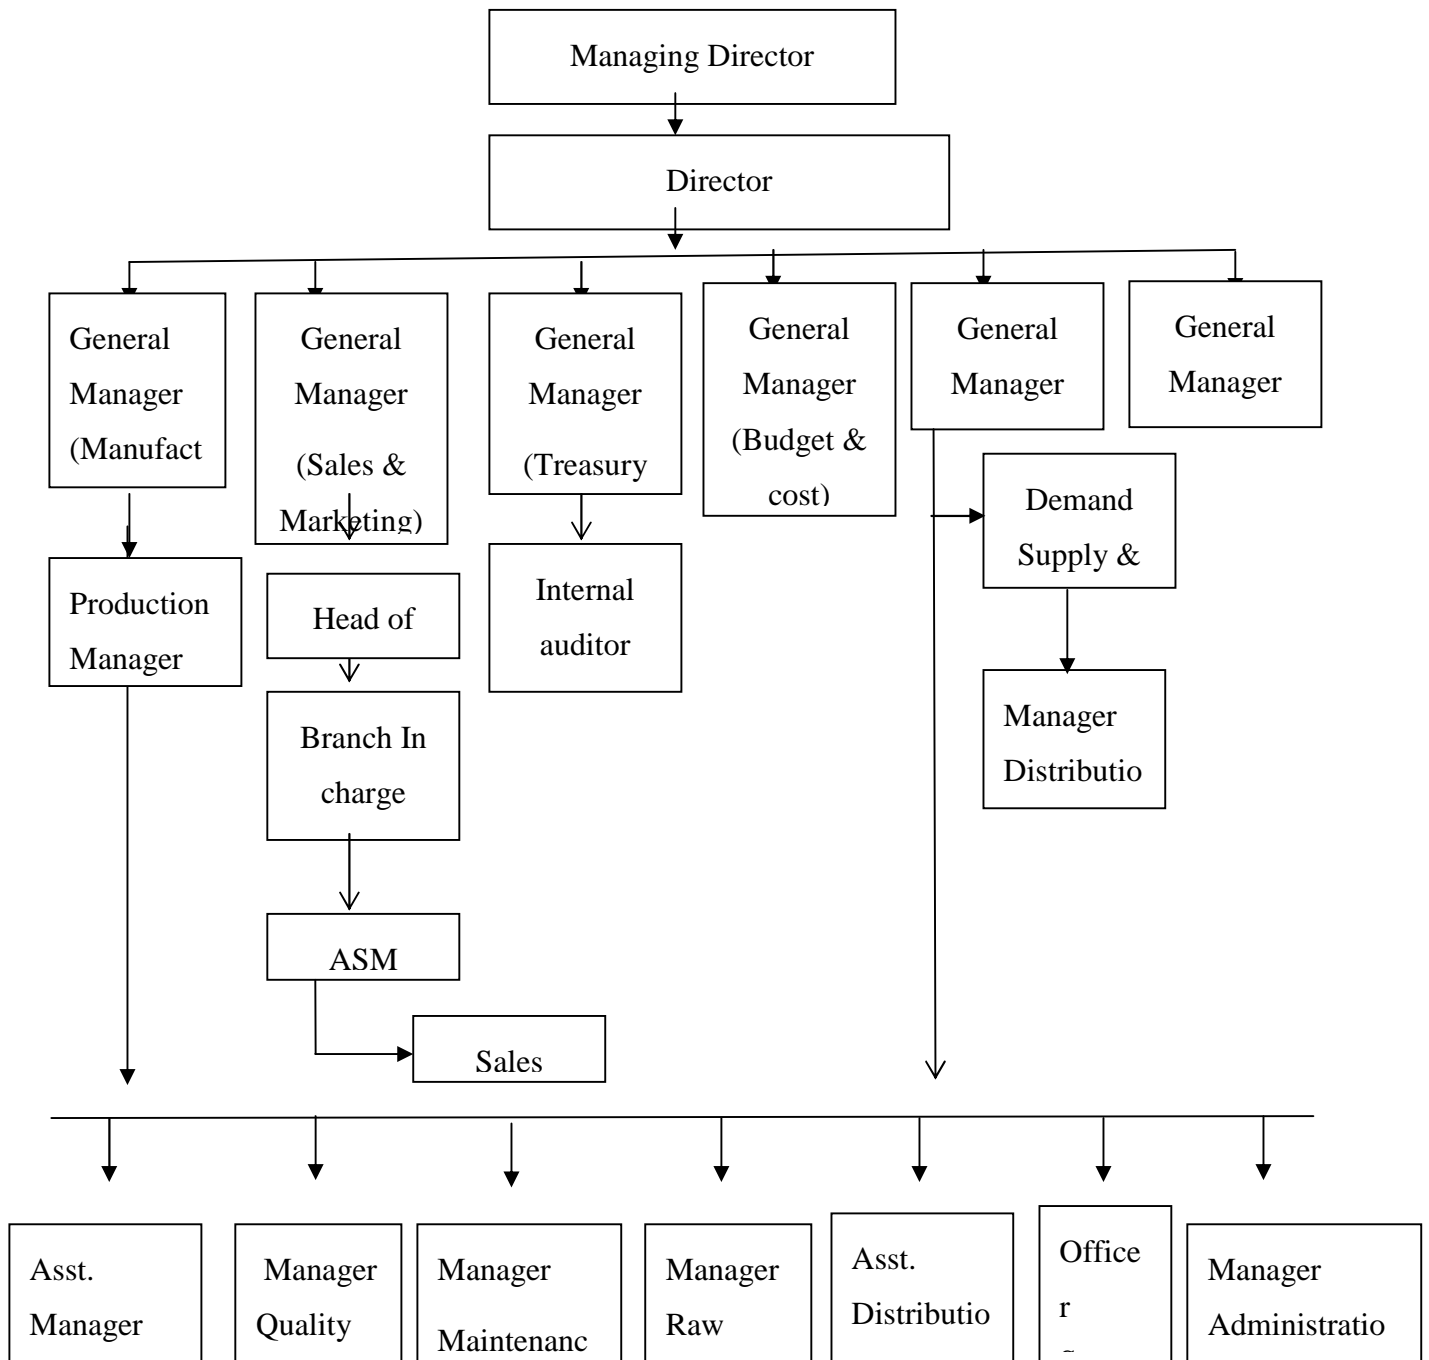 Managing Director
Director
General
Manager
(Manufact
General
Manager
(Sales &
Marketing)
General
Manager
(Treasury
General
Manager
(Budget &
cost)
General
Manager
General
Manager
Demand
Supply &
Production
Manager
Head of
Internal
auditor
Manager
Distributio
Branch In
charge
ASM
Sales
Asst.
Manager
Manager
Quality
Manager
Maintenanc
Manager
Raw
Asst.
Distributio
Office
r
Manager
Administratio